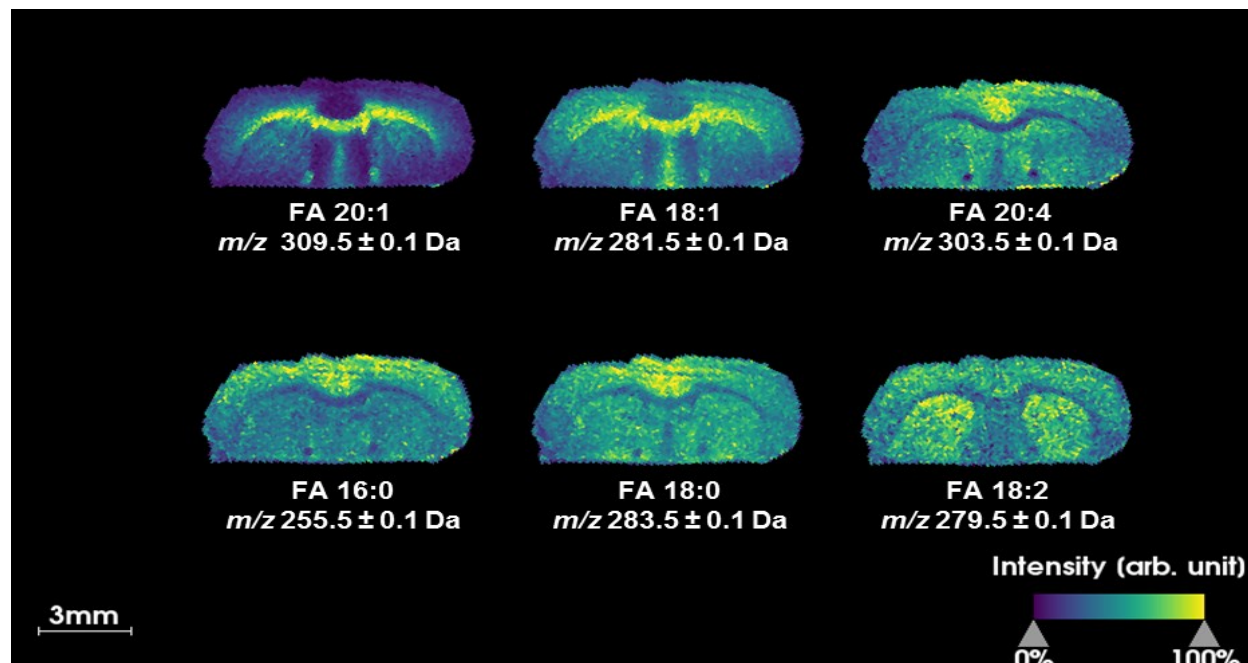 FA 20:1
m/z 309.5 ± 0.1 Da
FA 18:1
m/z 281.5 ± 0.1 Da
FA 20:4
m/z 303.5 ± 0.1 Da
FA 16:0
m/z 255.5 ± 0.1 Da
FA 18:0
m/z 283.5 ± 0.1 Da
FA 18:2
m/z 279.5 ± 0.1 Da
Intensity (arb. unit)
3mm
0% 100%